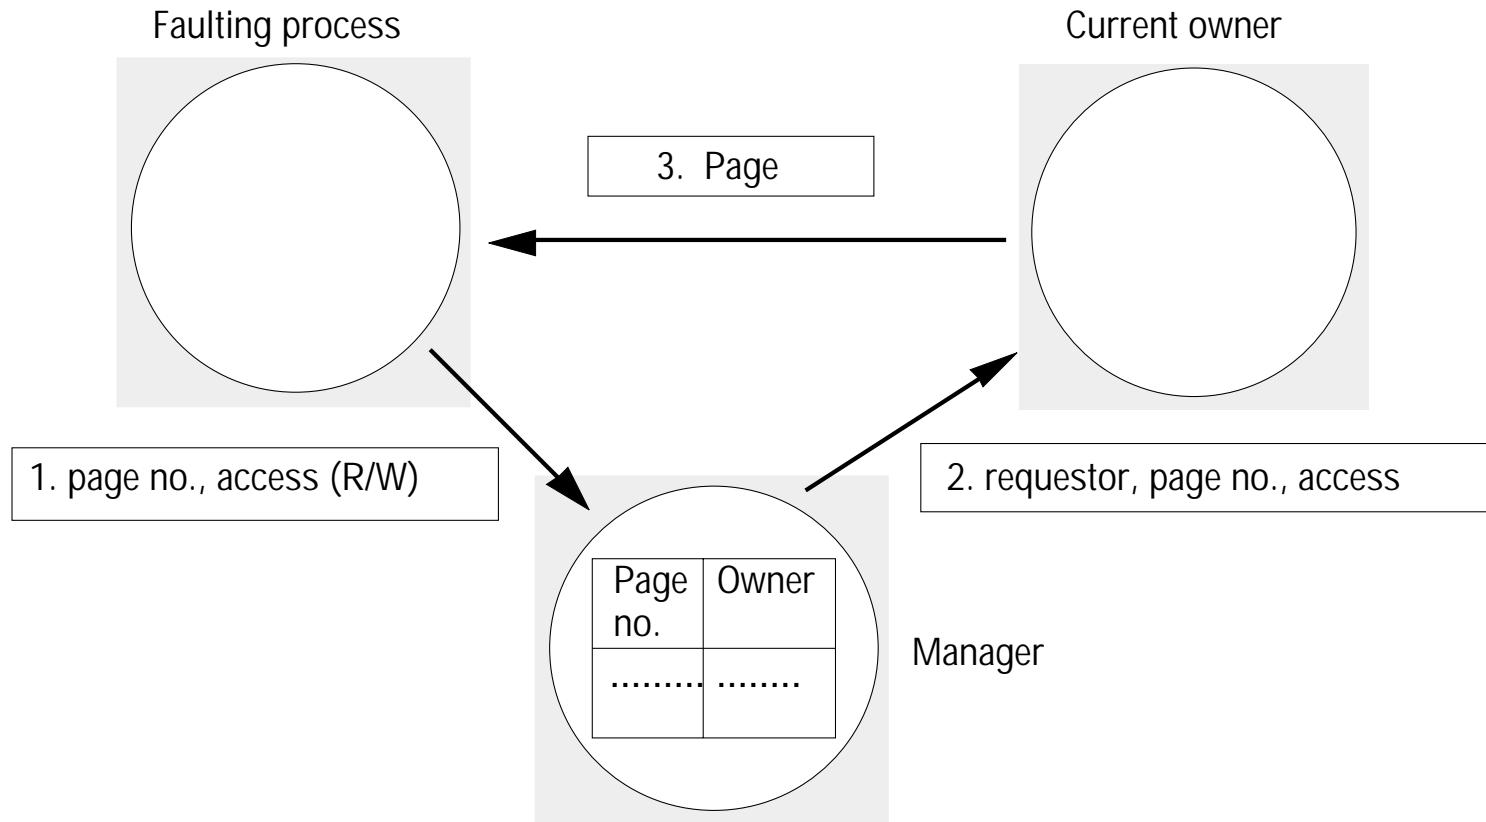 Faulting process
Current owner
3. Page
1. page no., access (R/W)
2. requestor, page no., access
Page
no.
Owner
......... ........
Manager